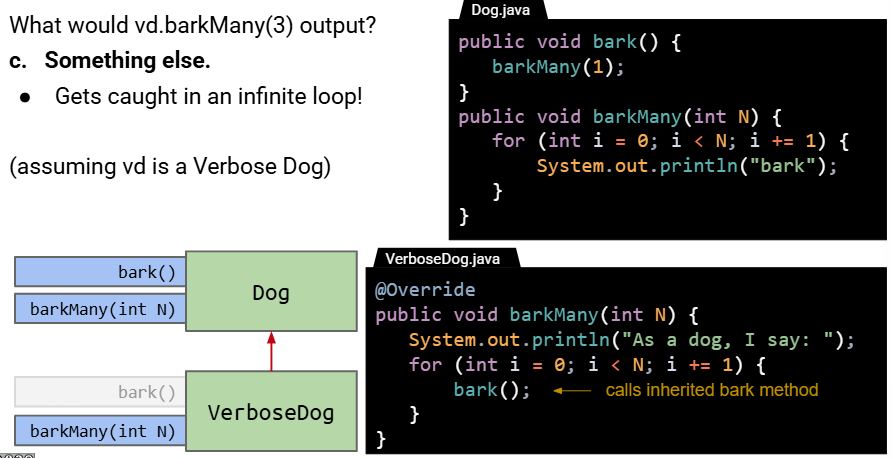 What would vd.barkMany(3) output?
c. Something else.
● Gets caught in an infinite loop!
(assuming vd is a Verbose Dog)
Dog.java
public void bark() {
barkMany(1);
}
public void barkMany(int N) {
for (int i = 0; i < N; i += 1) {
System.out.println("bark");
}
}
bark()
barkMany(int N)
Dog
bark()
barkMany(int N)
VerboseDog
VerboseDog.java
@Override
public void barkMany(int N) {
System.out.println("As a dog, I say: ");
for (int i = 0; i < N; i += 1) {
bark(); calls inherited bark method
}
}